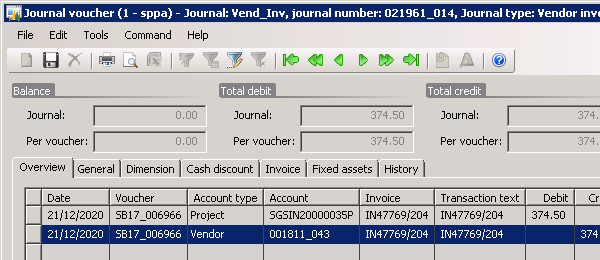 Journal voucher (1 - sppa) - Journal: Vend_Inv, journal number: 021961_014, Journal type: Vendor inv
File Edit Tools Command Help
Balance Total debit Total credit
Journal: 0.00 Journal: 374.50 Journal: 374.
Per voucher: 0.00 Per voucher: 374.50 Per voucher: 374.
Overview General Dimension Cash discount Invoice Fixed assets History
Date Voucher Account type Account Invoice Transaction text Debit Cr
21/12/2020 SB17_006966 Project SGSIN20000035P IN47769/204 IN47769/204 374.50
21/12/2020 SB17_006966 Vendor 001811_043 IN47769/204 IN47769/204 374